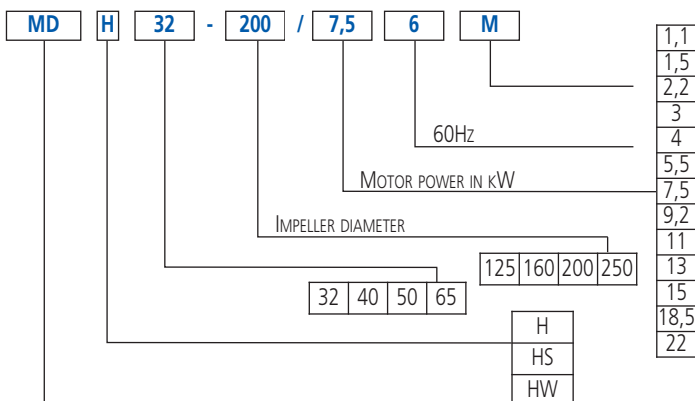 MD H 32 - 200 / 7,5 6 M
1,1
1,5
2,2
3
60Hz
4
5,5
Motor power in kW
7,5
9,2
Impeller diameter
11
125 160 200 250
13
32 40 50 65
15
18,5
H
22
HS
HW